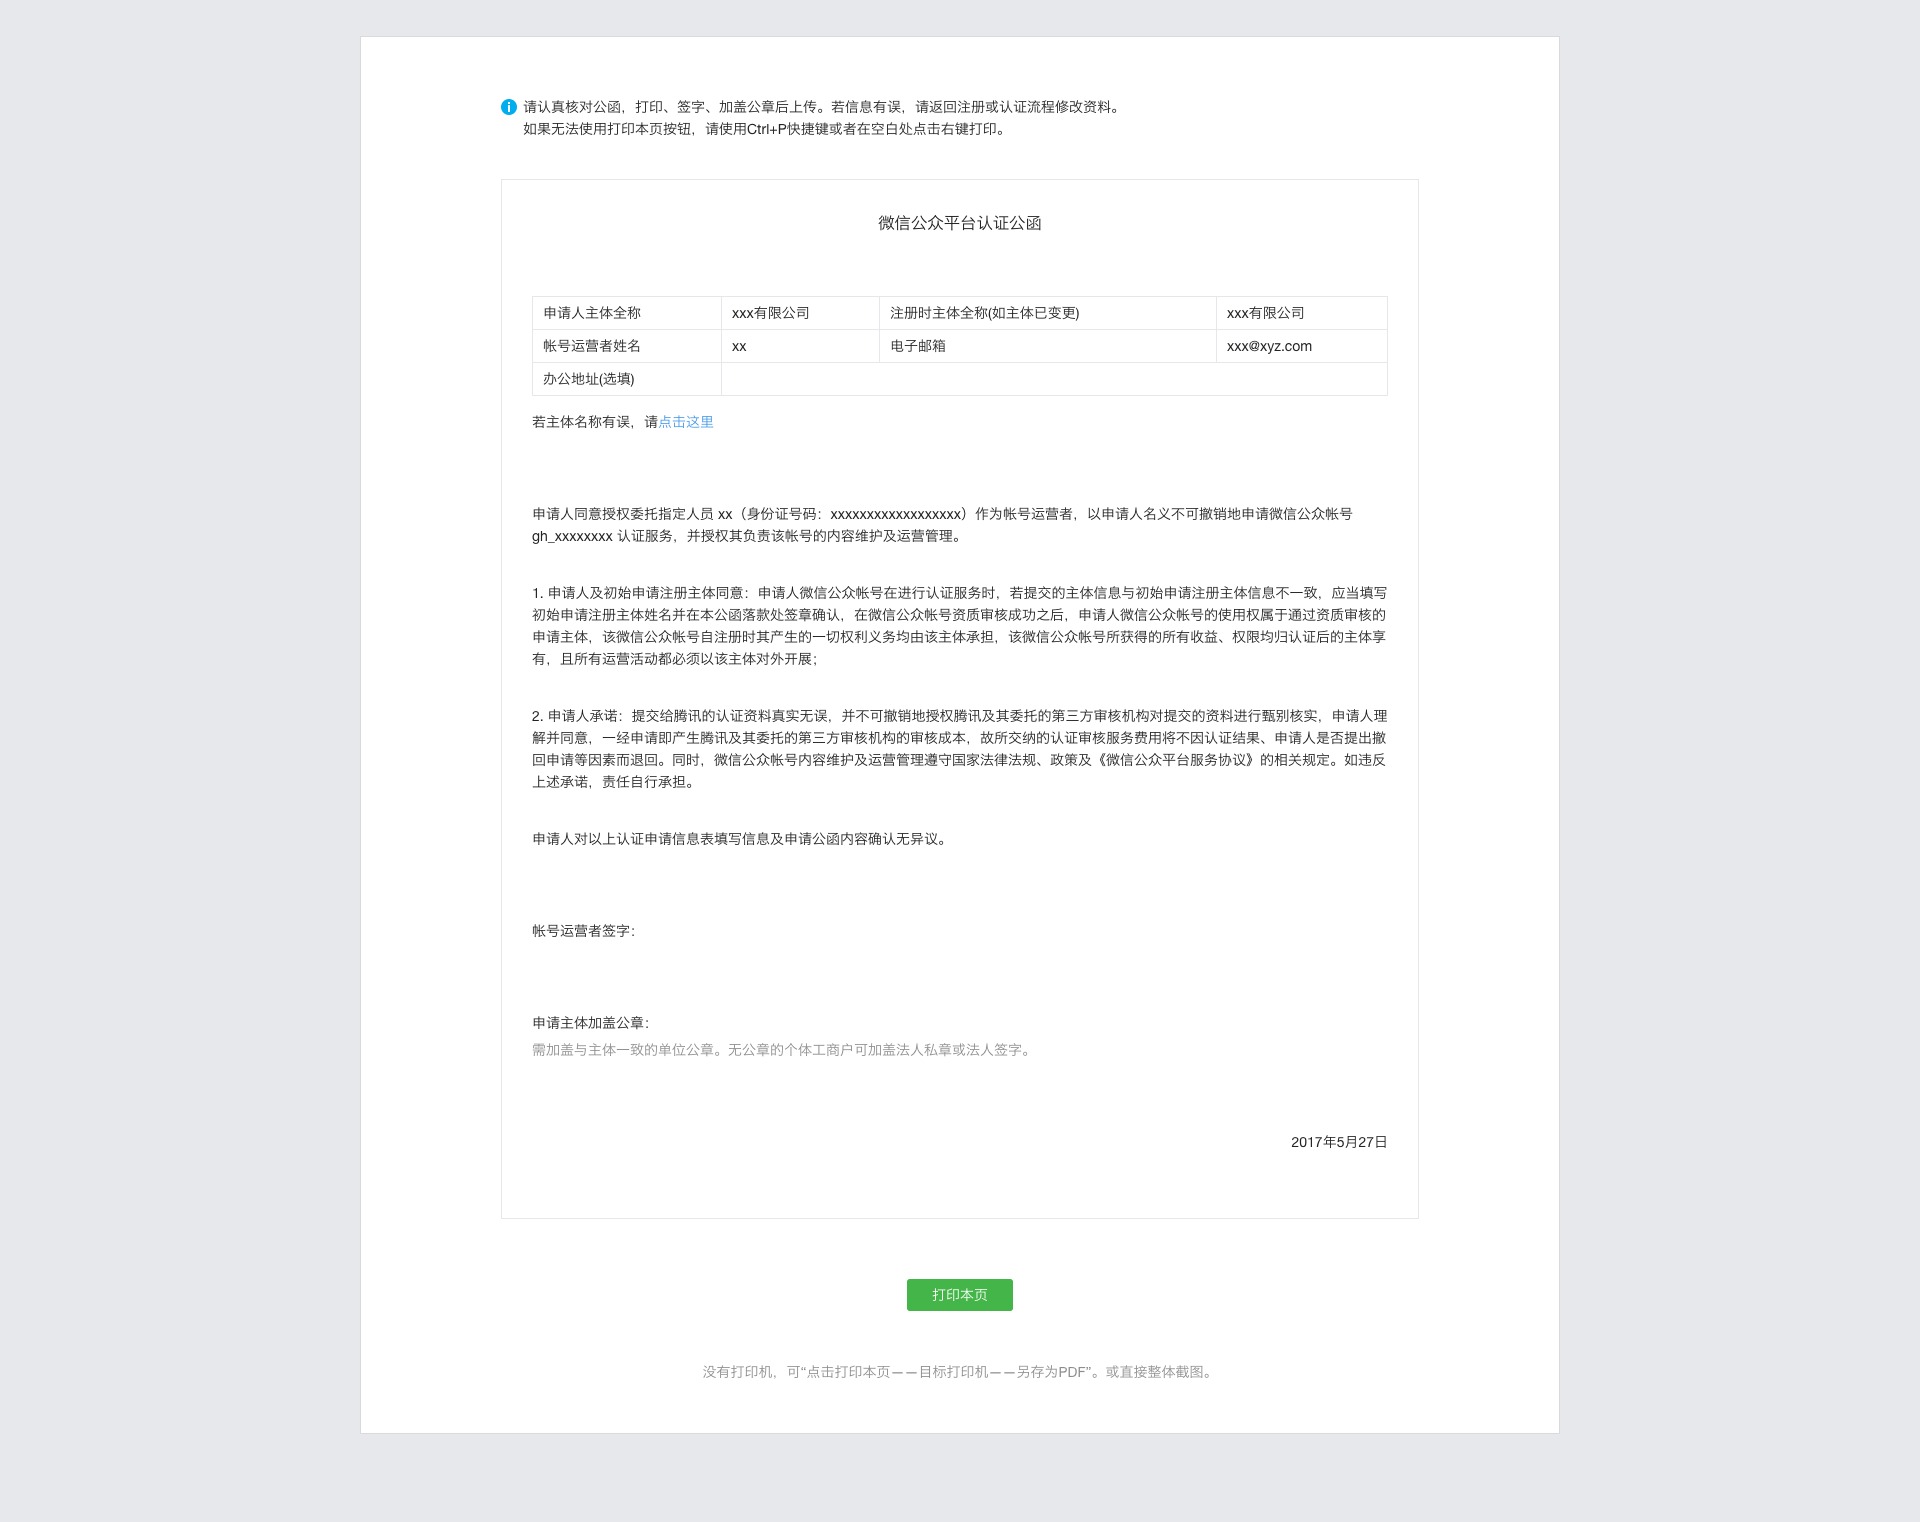 请认真核对公函，打印、签字、加盖公章后上传。若信息有误，请返回注册或认证流程修改资料。
如果无法使用打印本页按钮，请使用Ctrl+P快捷键或者在空白处点击右键打印。
微信公众平台认证公函
申请人主体全称 xxx有限公司 注册时主体全称(如主体已变更) xxx有限公司
帐号运营者姓名 xx 电子邮箱 xxx@xyz.com
办公地址(选填)
若主体名称有误，请点击这里
申请人同意授权委托指定人员 xx（身份证号码：xxxxxxxxxxxxxxxxxx）作为帐号运营者，以申请人名义不可撤销地申请微信公众帐号
gh_xxxxxxxx 认证服务，并授权其负责该帐号的内容维护及运营管理。
1. 申请人及初始申请注册主体同意：申请人微信公众帐号在进行认证服务时，若提交的主体信息与初始申请注册主体信息不一致，应当填写
初始申请注册主体姓名并在本公函落款处签章确认，在微信公众帐号资质审核成功之后，申请人微信公众帐号的使用权属于通过资质审核的
申请主体，该微信公众帐号自注册时其产生的一切权利义务均由该主体承担，该微信公众帐号所获得的所有收益、权限均归认证后的主体享
有，且所有运营活动都必须以该主体对外开展；
2. 申请人承诺：提交给腾讯的认证资料真实无误，并不可撤销地授权腾讯及其委托的第三方审核机构对提交的资料进行甄别核实，申请人理
解并同意，一经申请即产生腾讯及其委托的第三方审核机构的审核成本，故所交纳的认证审核服务费用将不因认证结果、申请人是否提出撤
回申请等因素而退回。同时，微信公众帐号内容维护及运营管理遵守国家法律法规、政策及《微信公众平台服务协议》的相关规定。如违反
上述承诺，责任自行承担。
申请人对以上认证申请信息表填写信息及申请公函内容确认无异议。
帐号运营者签字：
申请主体加盖公章：
需加盖与主体一致的单位公章。无公章的个体工商户可加盖法人私章或法人签字。
2017年5月27日
打印本页
没有打印机，可“点击打印本页——目标打印机——另存为PDF”。或直接整体截图。